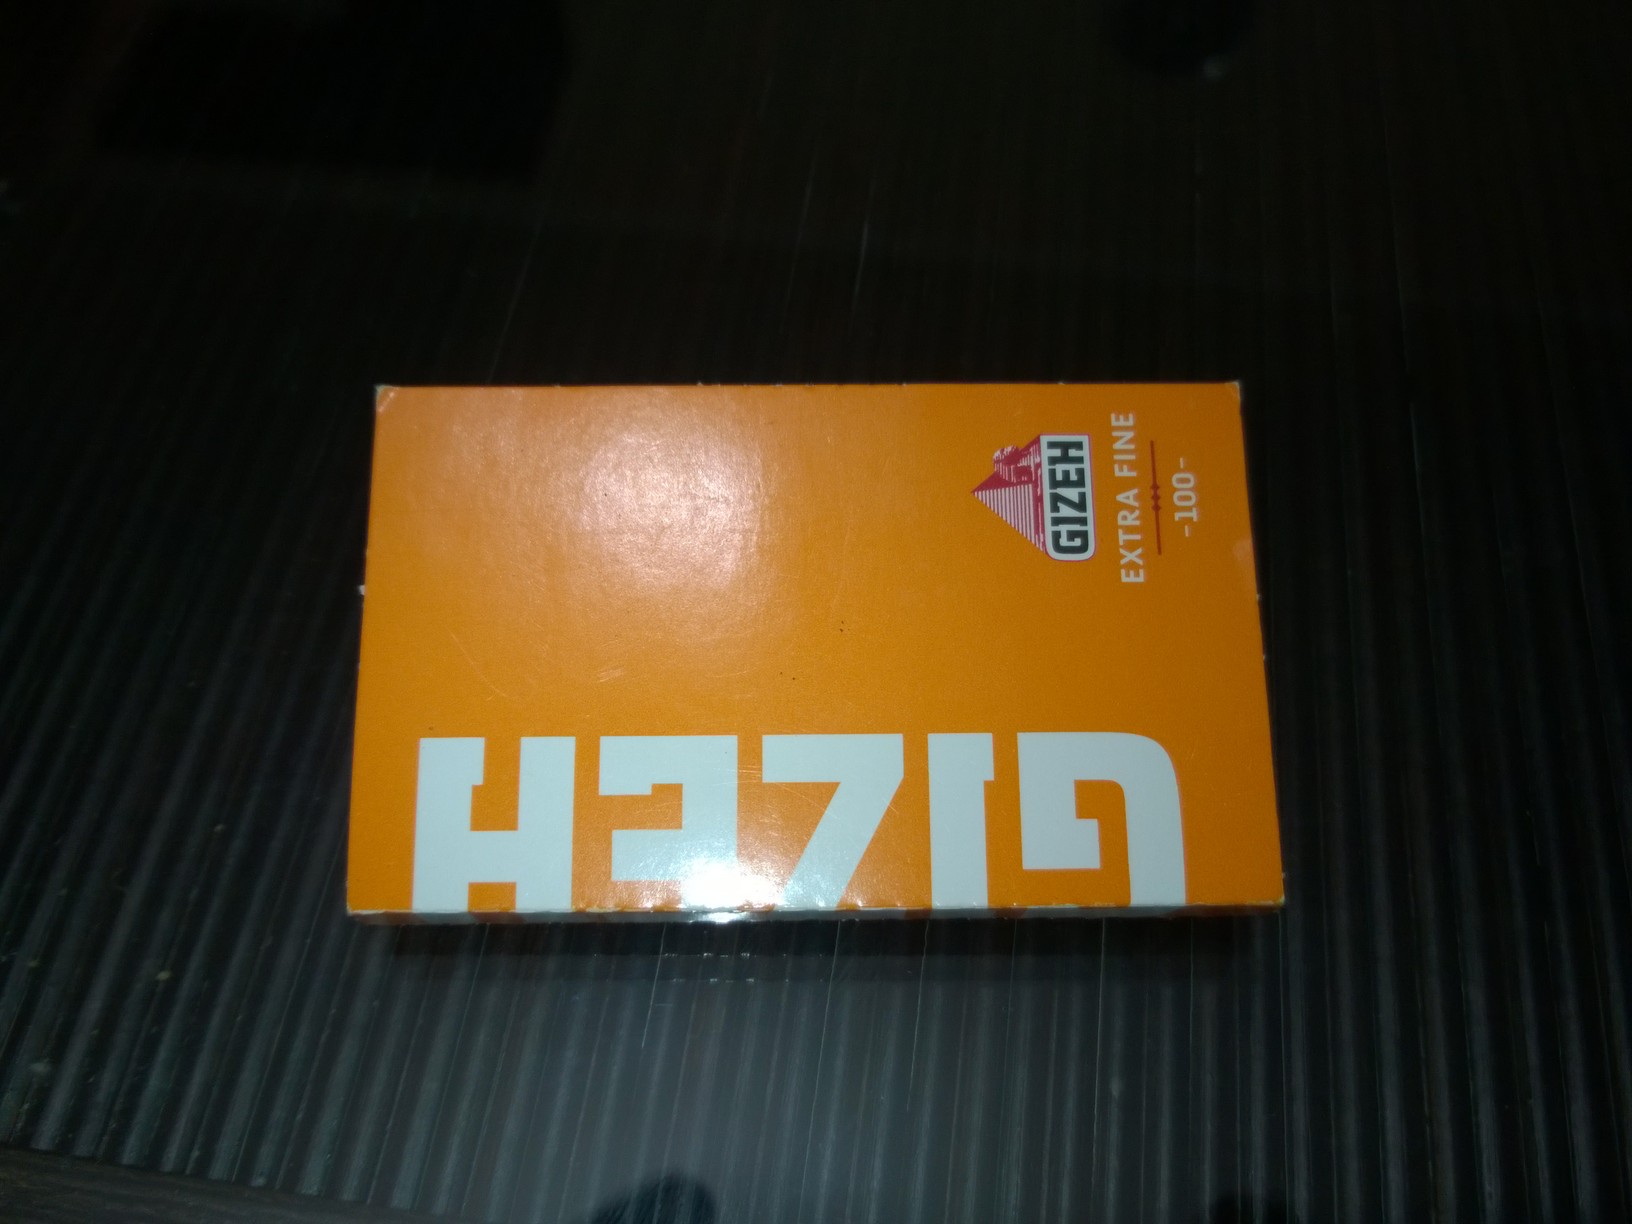 GIZEH
EXTRA FINE
-100-
GIZEH